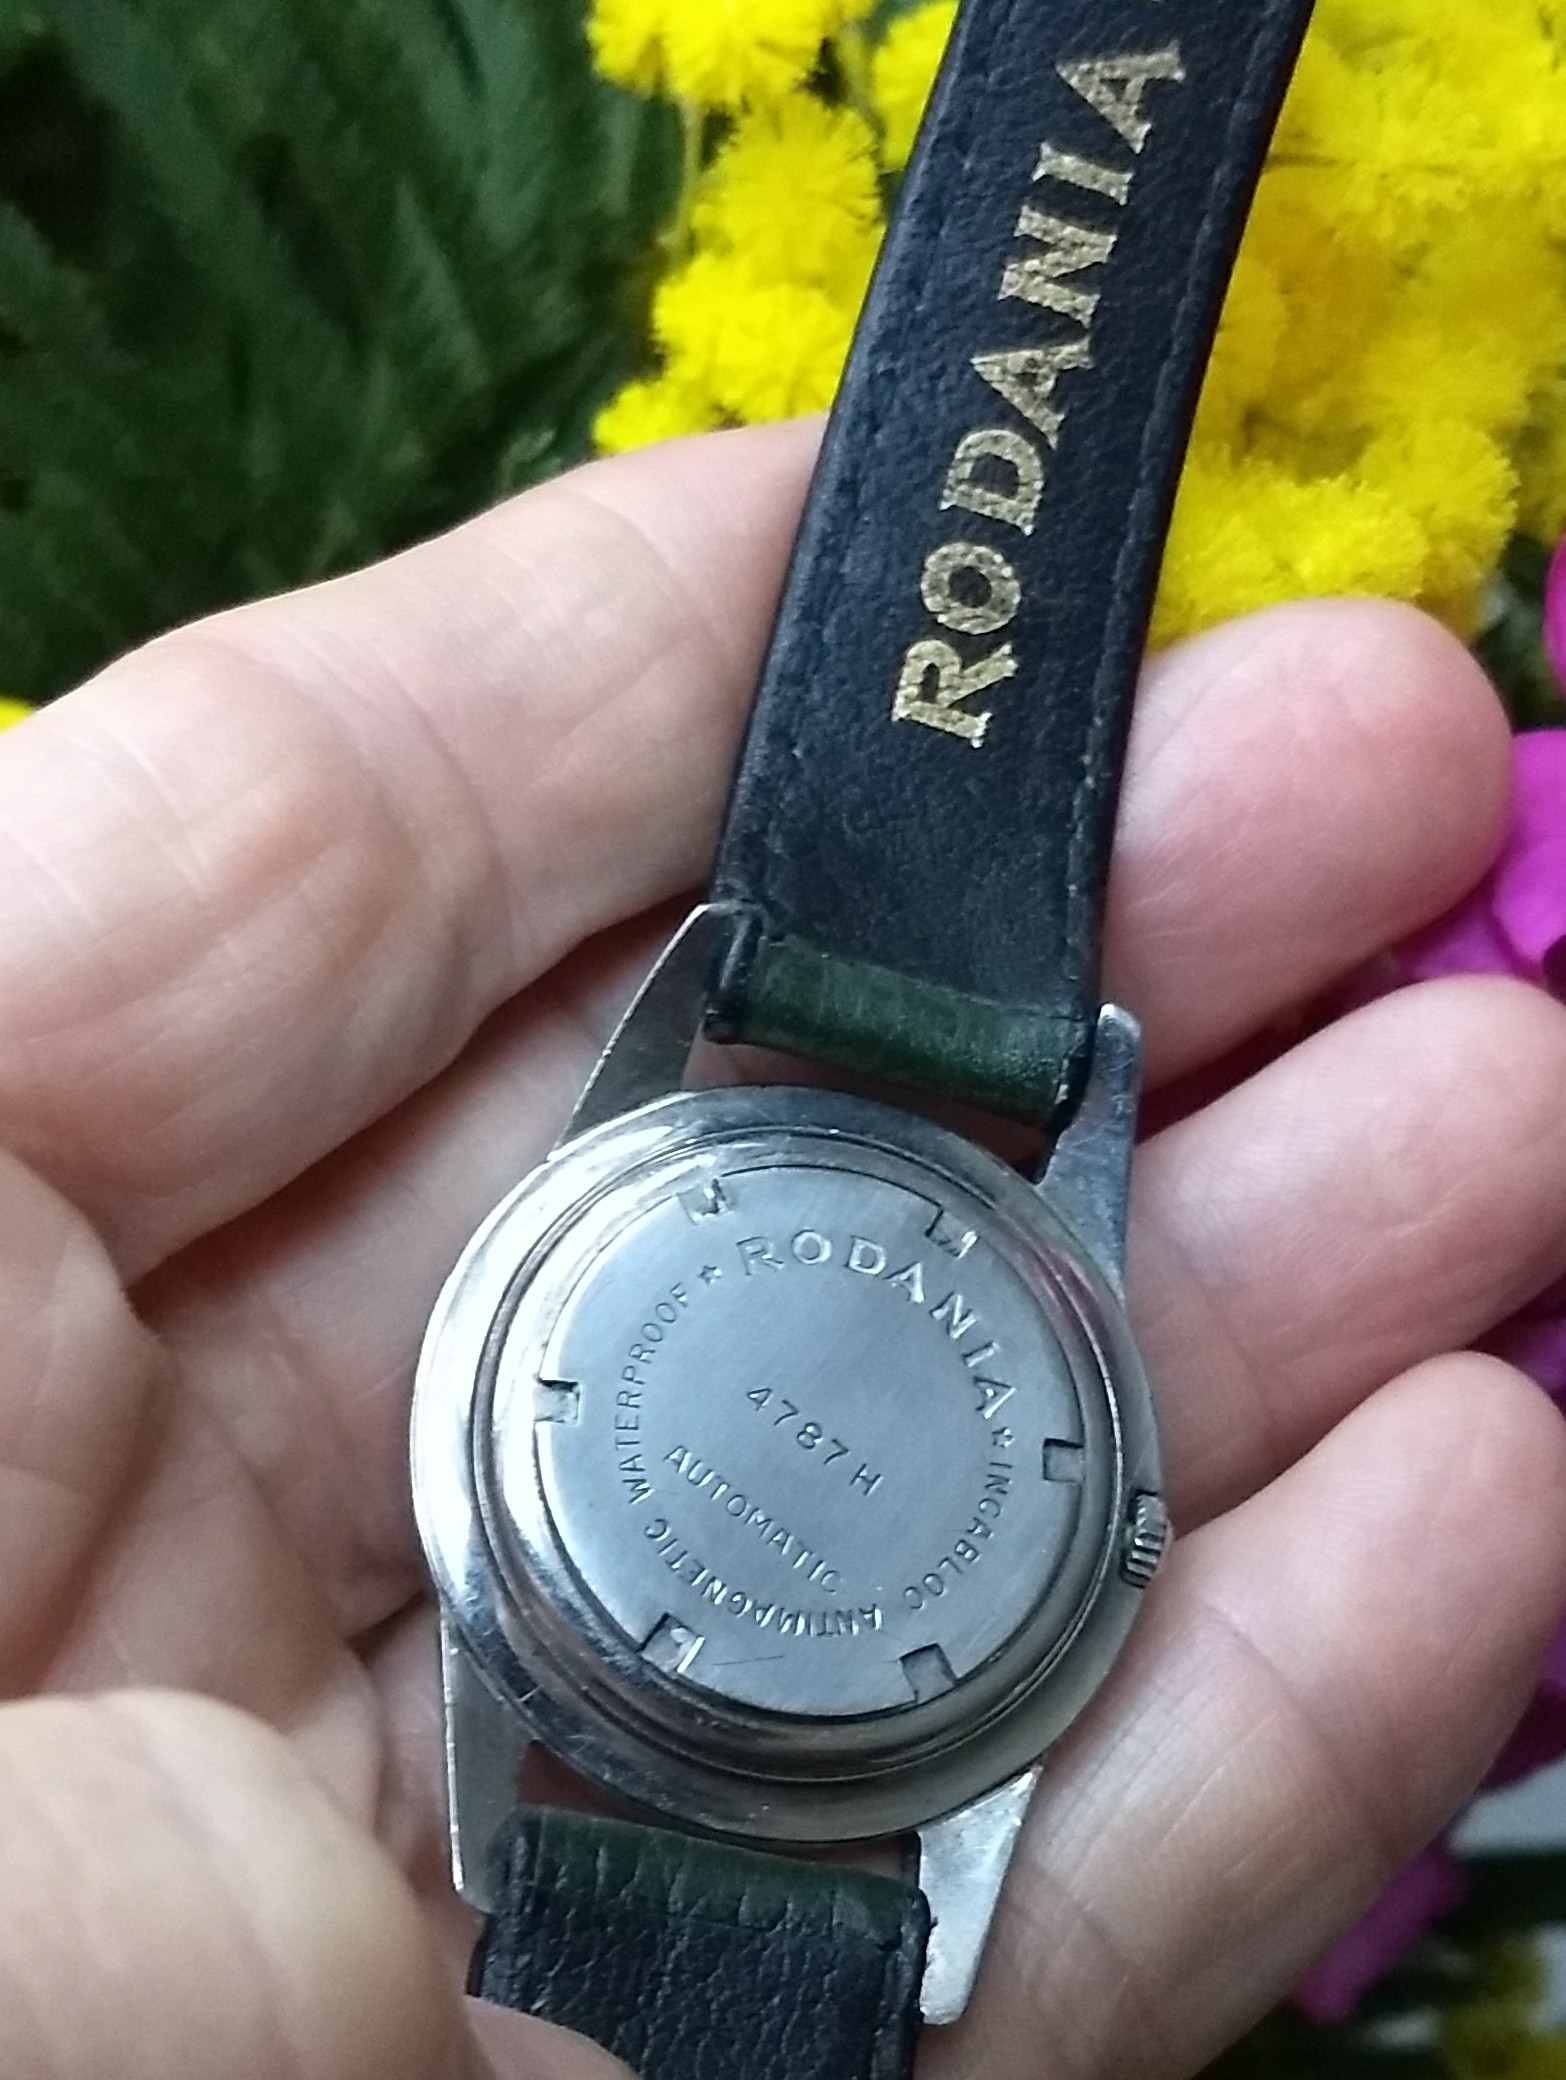 RODANIA
RODANIA
★ INCABLOC ANTIMAGNETIC WATERPROOF ★
4787 H
AUTOMATIC